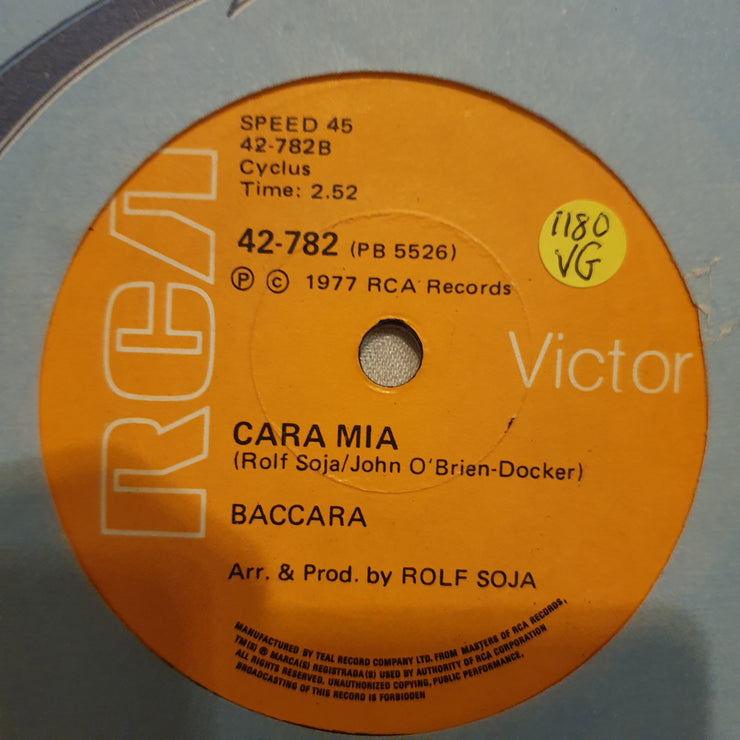 SPEED 45
42-782B
Cyclus
Time: 2.52
42-782 (PB 5526)
Ⓟ © 1977 RCA Records
1180
VG
RCA
Victor
CARA MIA
(Rolf Soja/John O'Brien-Docker)
BACCARA
Arr. & Prod. by ROLF SOJA
MANUFACTURED BY TEAL RECORD COMPANY LTD. FROM MASTERS OF RCA RECORDS,
TM(S) ® MARCA(S) REGISTRADA(S) USED BY AUTHORITY OF RCA CORPORATION
ALL RIGHTS RESERVED. UNAUTHORIZED COPYING, PUBLIC PERFORMANCE,
BROADCASTING OF THIS RECORD IS FORBIDDEN